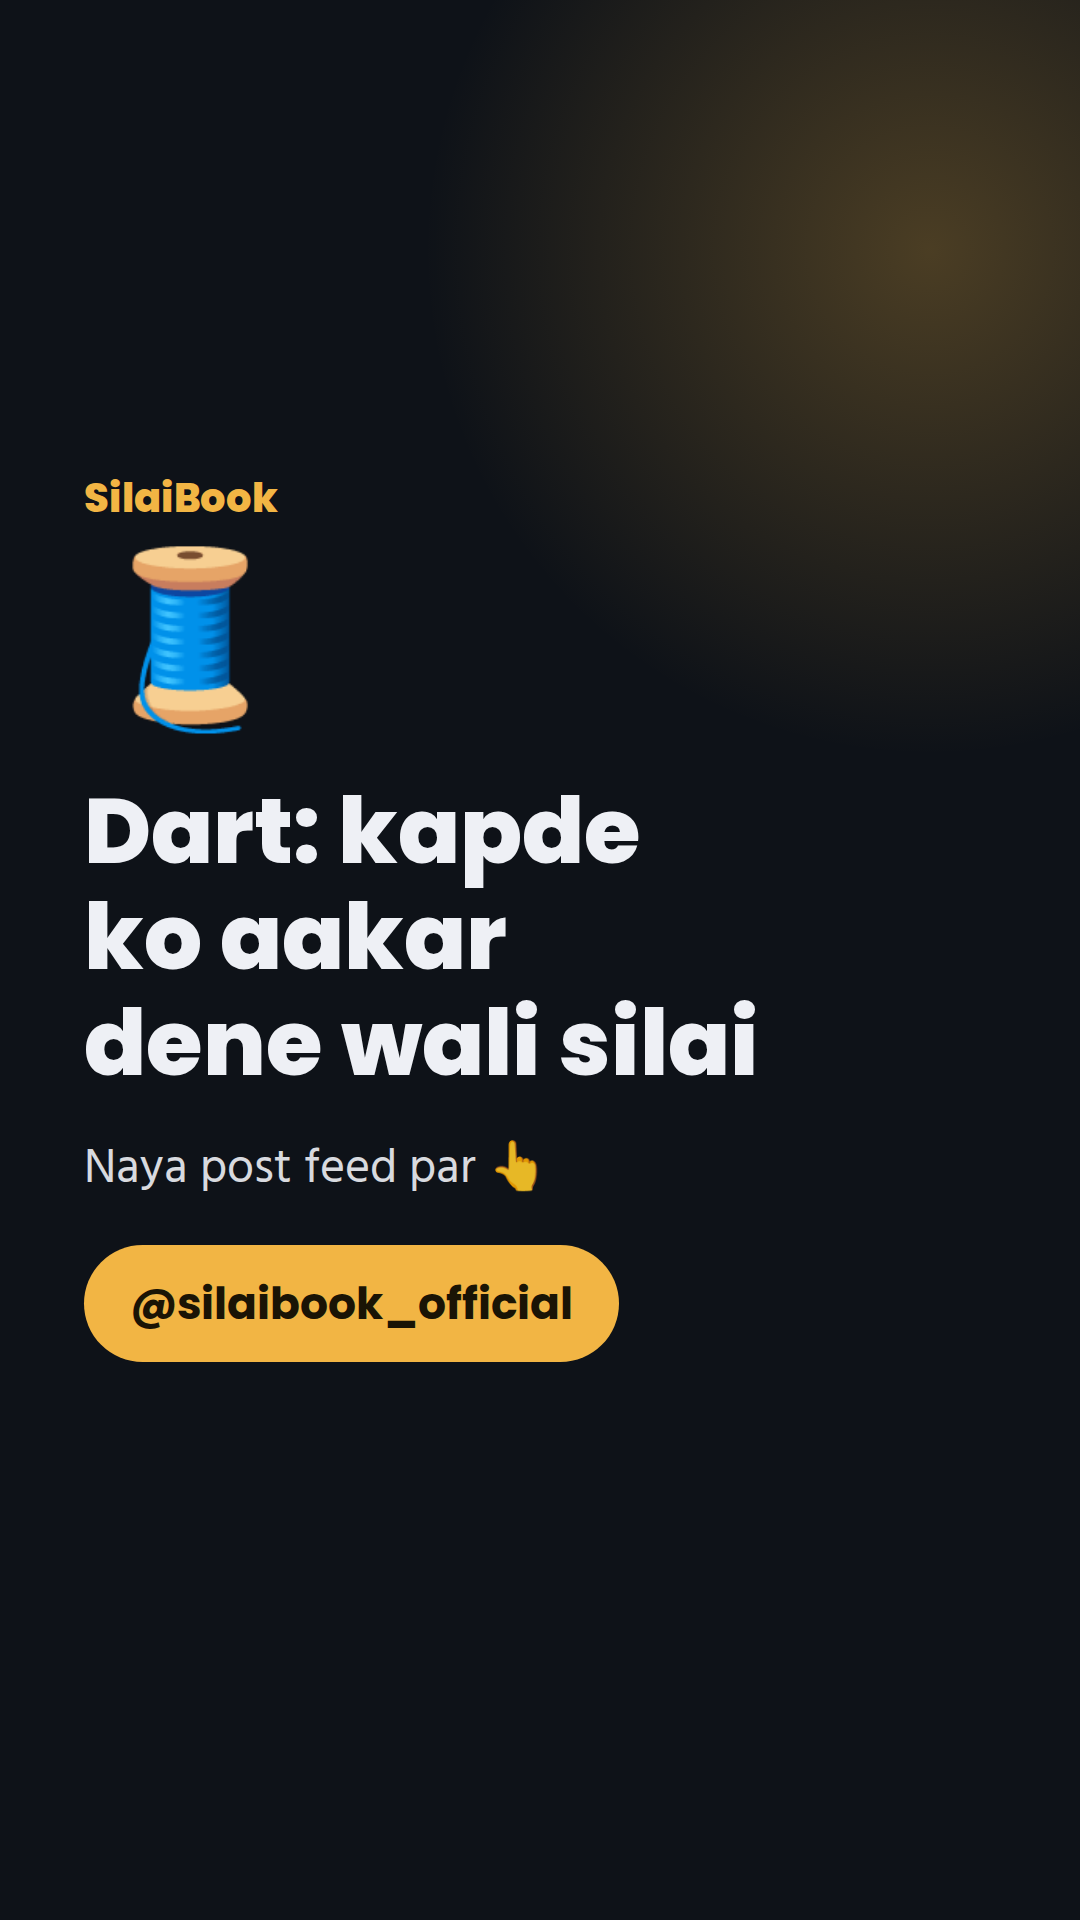 SilaiBook
Dart: kapde
ko aakar
dene wali silai
Naya post feed par 👆
@silaibook_official